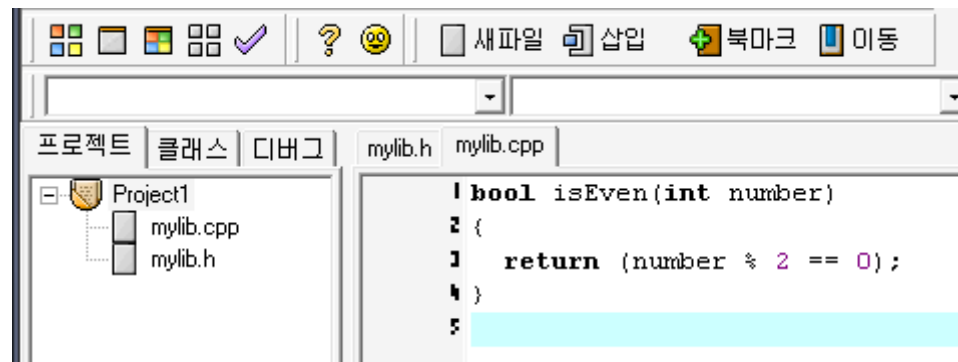 새파일 삽입 북마크 이동
프로젝트 클래스 디버그
mylib.h mylib.cpp
Project1
mylib.cpp
mylib.h
1 bool isEven(int number)
2 {
3 return (number % 2 == 0);
4 }
5